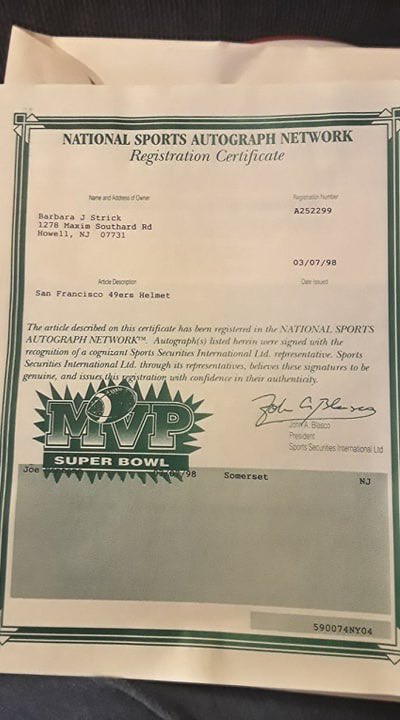 NATIONAL SPORTS AUTOGRAPH NETWORK
Registration Certificate
Name and Address of Owner
Registration Number
Barbara J Strick
1278 Maxim Southard Rd
Howell, NJ 07731
A252299
03/07/98
Article Description
Date Issued
San Francisco 49ers Helmet
The article described on this certificate has been registered in the NATIONAL SPORTS
AUTOGRAPH NETWORK™. Autograph(s) listed herein were signed with the
recognition of a cognizant Sports Securities International Ltd. representative. Sports
Securities International Ltd. through its representatives, believes these signatures to be
genuine, and issues this registration with confidence in their authenticity.
MVP
SUPER BOWL
John A. Blasco
John A. Blasco
President
Sports Securities International Ltd
Joe /98 Somerset NJ
590074NY04